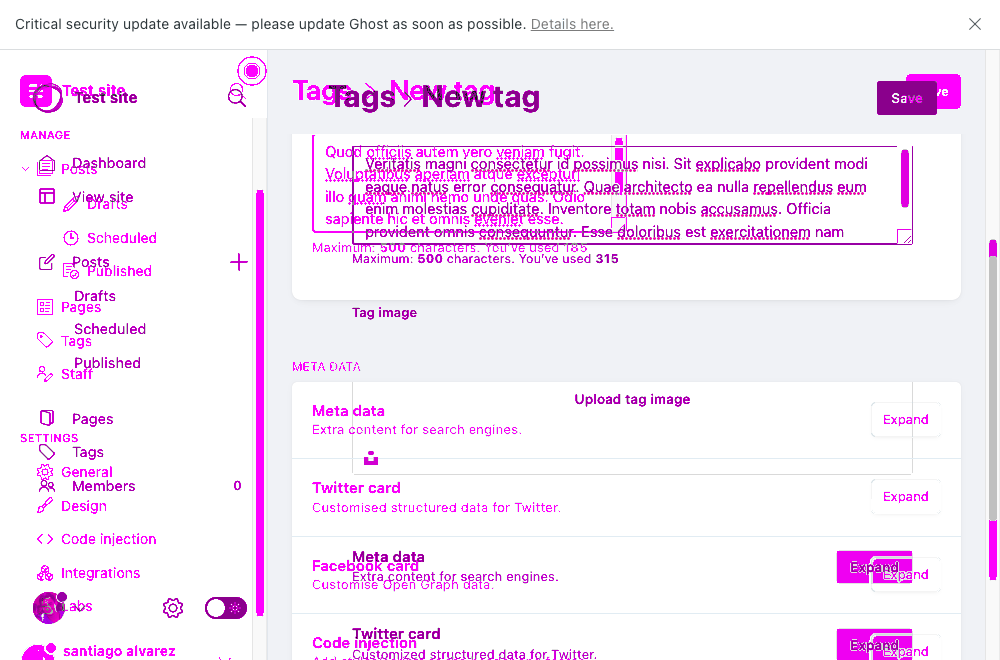 Critical security update available — please update Ghost as soon as possible. Details here.
Test site
Test site
MANAGE
Dashboard
Posts
View site
Drafts
Scheduled
Posts
Published
Drafts
Pages
Scheduled
Tags
Published
Staff
Pages
SETTINGS
Tags
General
Members 0
Design
Code injection
Integrations
Labs
santiago alvarez
Tags > New tag
Tags > New tag
Save
Quod officiis autem yero veniam fugit.
Voluptatibus aperiam atque excepturi
illo quam animi nemo unde quas. Odio
sapiente hic et omnis eveniet esse.
Maximum: 500 characters. You've used 185
Veritatis magni consectetur id possimus nisi. Sit explicabo provident modi
eaque natus error consequatur. Quae architecto ea nulla repellendus eum
enim molestias cupiditate. Inventore totam nobis accusamus. Officia
provident omnis consequuntur. Esse doloribus est exercitationem nam
Maximum: 500 characters. You've used 315
Tag image
META DATA
Upload tag image
Meta data
Extra content for search engines.
Expand
Twitter card
Customised structured data for Twitter.
Expand
Meta data
Extra content for search engines.
Expand
Facebook card
Customise Open Graph data.
Expand
Twitter card
Customized structured data for Twitter.
Expand
Code injection
Expand